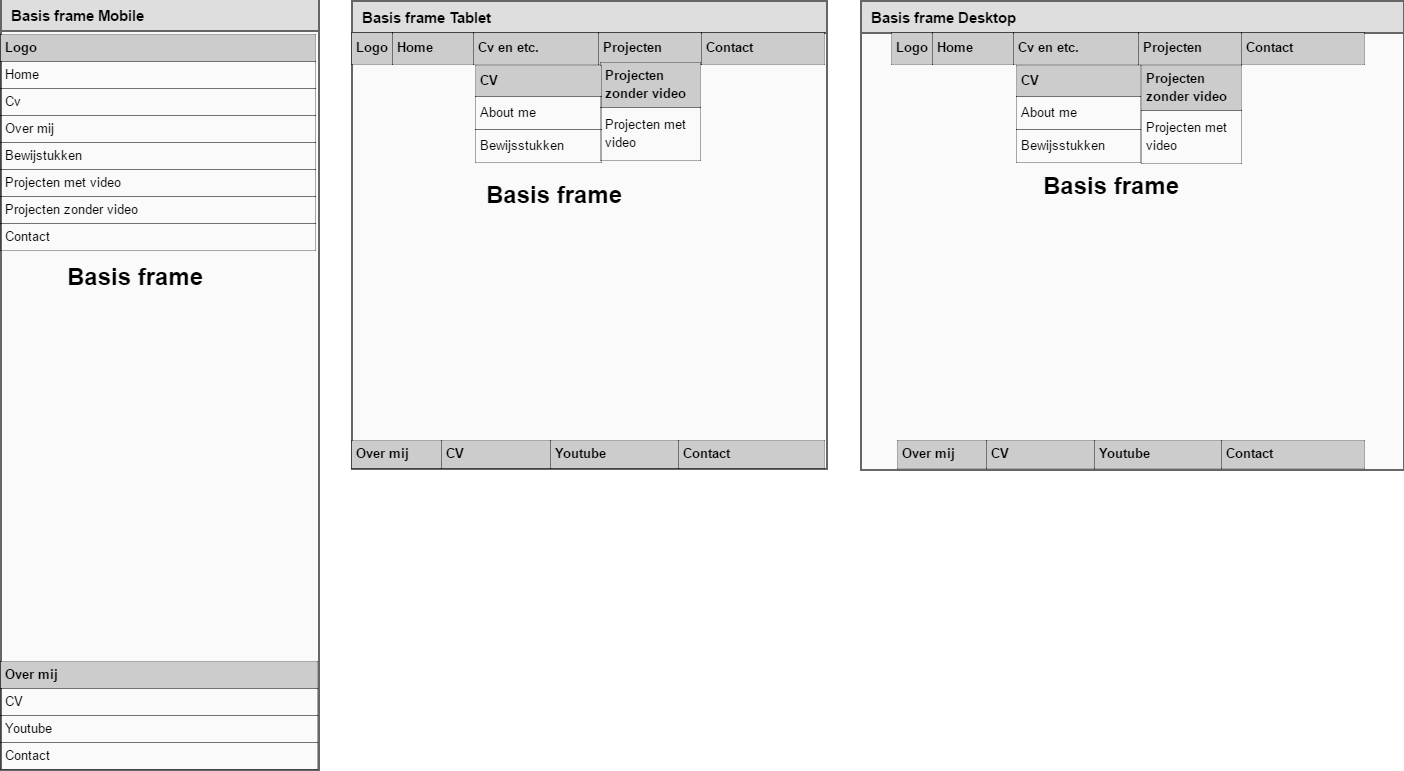 Basis frame Mobile
Logo
Home
Cv
Over mij
Bewijstukken
Projecten met video
Projecten zonder video
Contact
Basis frame
Over mij
CV
Youtube
Contact
Basis frame Tablet
Logo Home Cv en etc. Projecten Contact
CV
About me
Bewijsstukken
Projecten
zonder video
Projecten met
video
Basis frame
Over mij CV Youtube Contact
Basis frame Desktop
Logo Home Cv en etc. Projecten Contact
CV
About me
Bewijsstukken
Projecten
zonder video
Projecten met
video
Basis frame
Over mij CV Youtube Contact